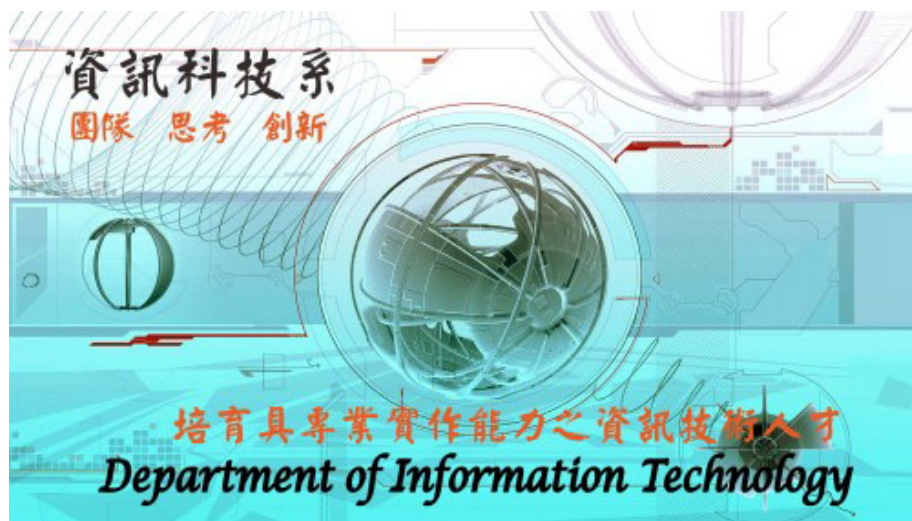 資訊科技系
團隊 思考 創新
培育具專業實作能力之資訊技術人才
Department of Information Technology